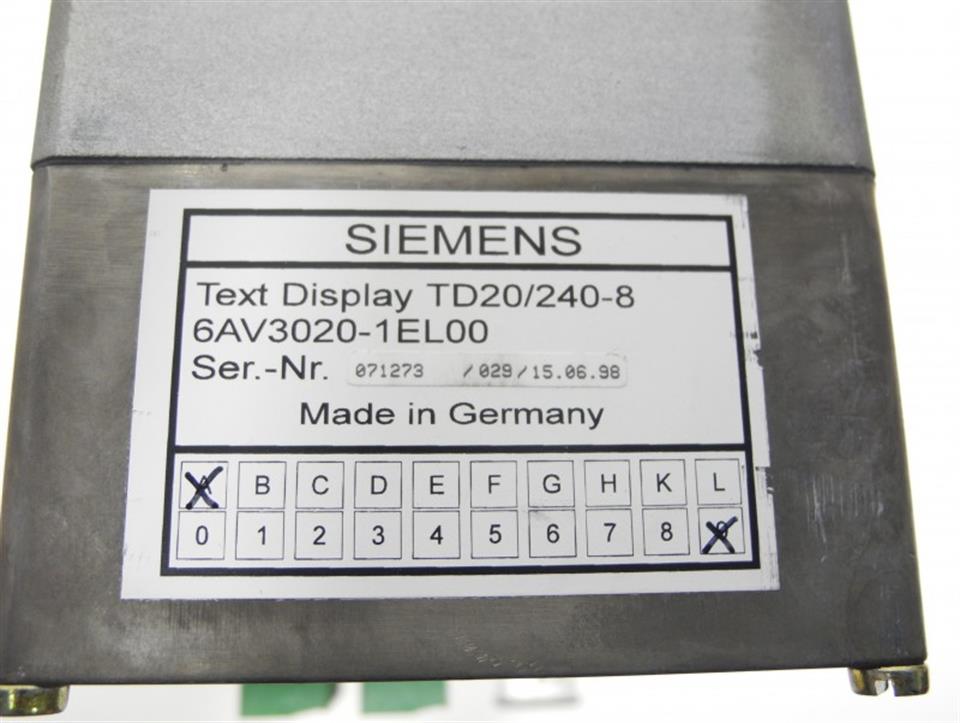 SIEMENS
Text Display TD20/240-8
6AV3020-1EL00
Ser.-Nr. 071273 /029/15.06.98
Made in Germany
A B C D E F G H K L
0 1 2 3 4 5 6 7 8 9